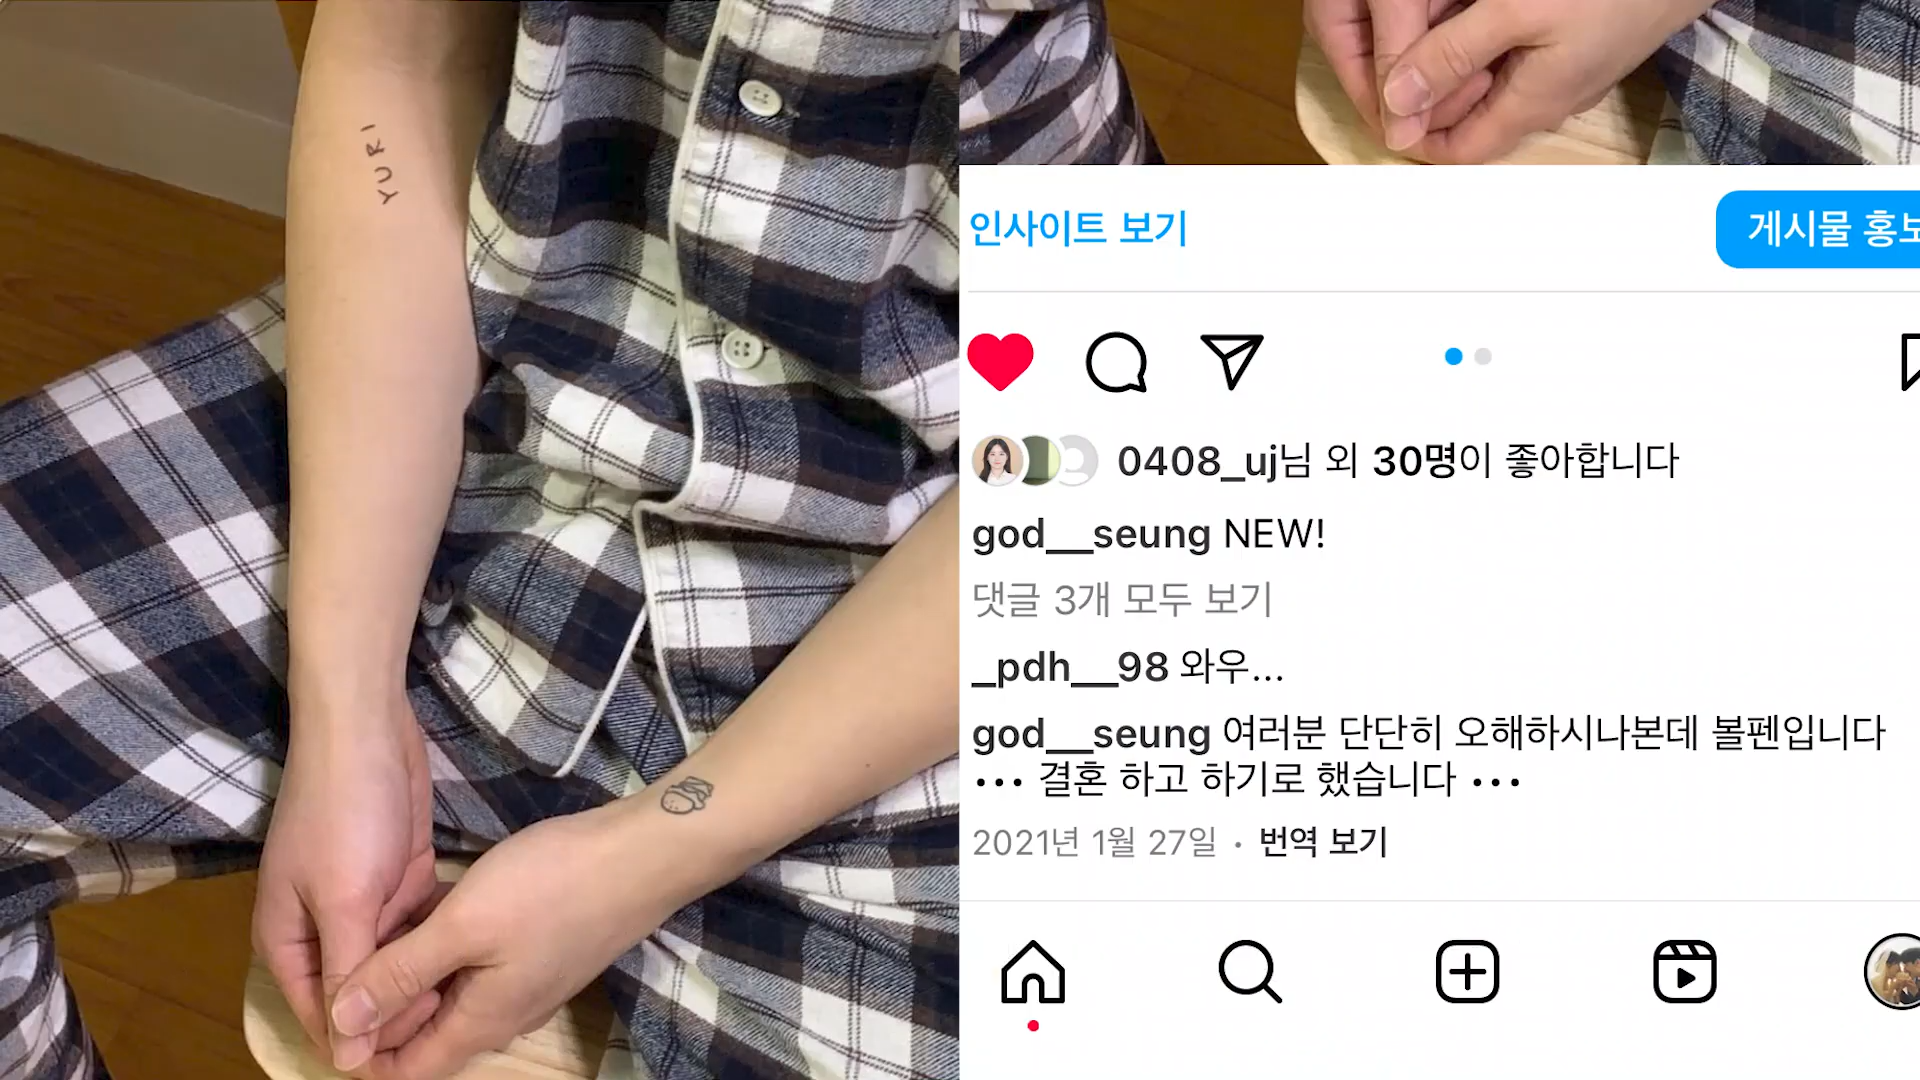 YURI
인사이트 보기
게시물 홍보
0408_uj님 외 30명이 좋아합니다
god__seung NEW!
댓글 3개 모두 보기
_pdh__98 와우...
god__seung 여러분 단단히 오해하시나본데 볼펜입니다
••• 결혼 하고 하기로 했습니다 •••
2021년 1월 27일 • 번역 보기